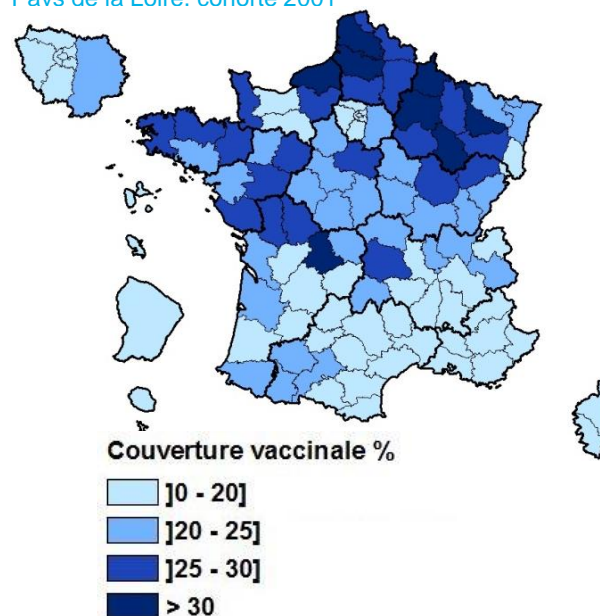 Pays de la Loire: cohorte 2001
Couverture vaccinale %
]0 - 20]
]20 - 25]
]25 - 30]
> 30